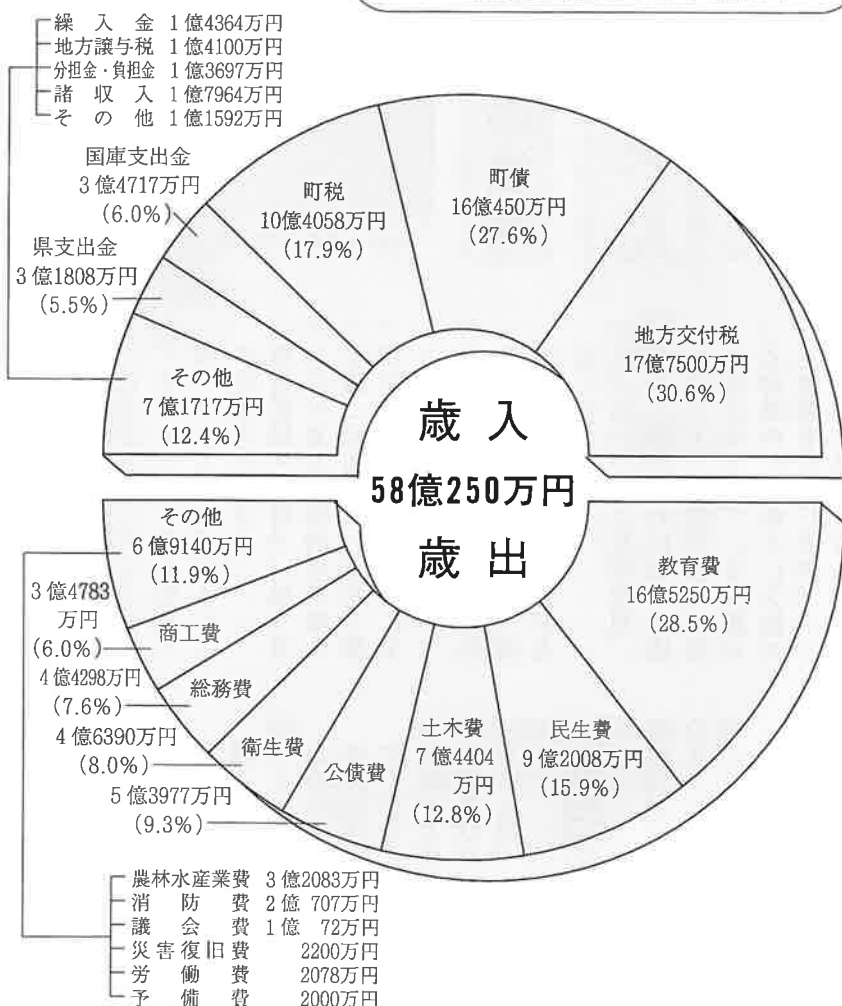 繰入金 1億4364万円
地方譲与税 1億4100万円
分担金・負担金 1億3697万円
諸収入 1億7964万円
その他 1億1592万円
国庫支出金
3億4717万円
(6.0%)
県支出金
3億1808万円
(5.5%)
その他
7億1717万円
(12.4%)
町税
10億4058万円
(17.9%)
町債
16億450万円
(27.6%)
地方交付税
17億7500万円
(30.6%)
歳入
58億250万円
歳出
その他
6億9140万円
(11.9%)
3億4783
万円
(6.0%)
商工費
4億4298万円
(7.6%)
総務費
4億6390万円
(8.0%)
衛生費
5億3977万円
(9.3%)
公債費
土木費
7億4404
万円
(12.8%)
民生費
9億2008万円
(15.9%)
教育費
16億5250万円
(28.5%)
農林水産業費 3億2083万円
消防費 2億 707万円
議会費 1億 72万円
災害復旧費 2200万円
労働費 2078万円
予備費 2000万円